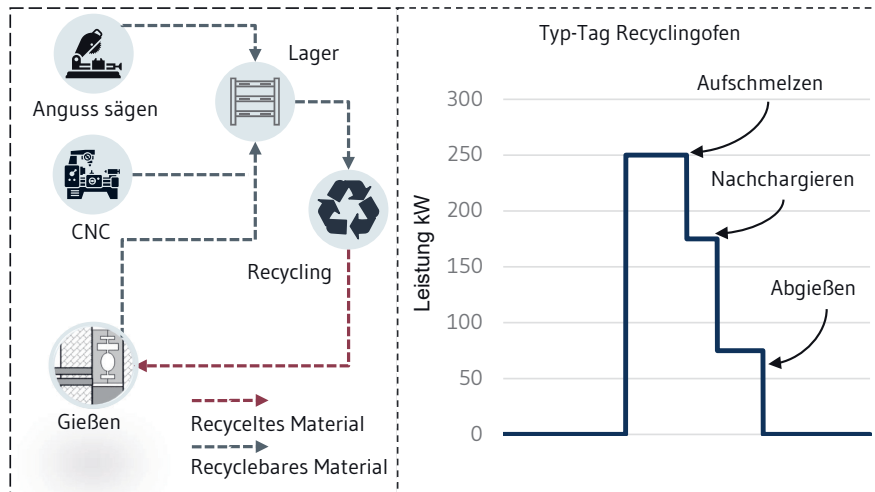 Anguss sägen
Lager
CNC
Recycling
Gießen
Recyceltes Material
Recyclebares Material
Typ-Tag Recyclingofen
Leistung kW
300
250
200
150
100
50
0
Aufschmelzen
Nachchargieren
Abgießen